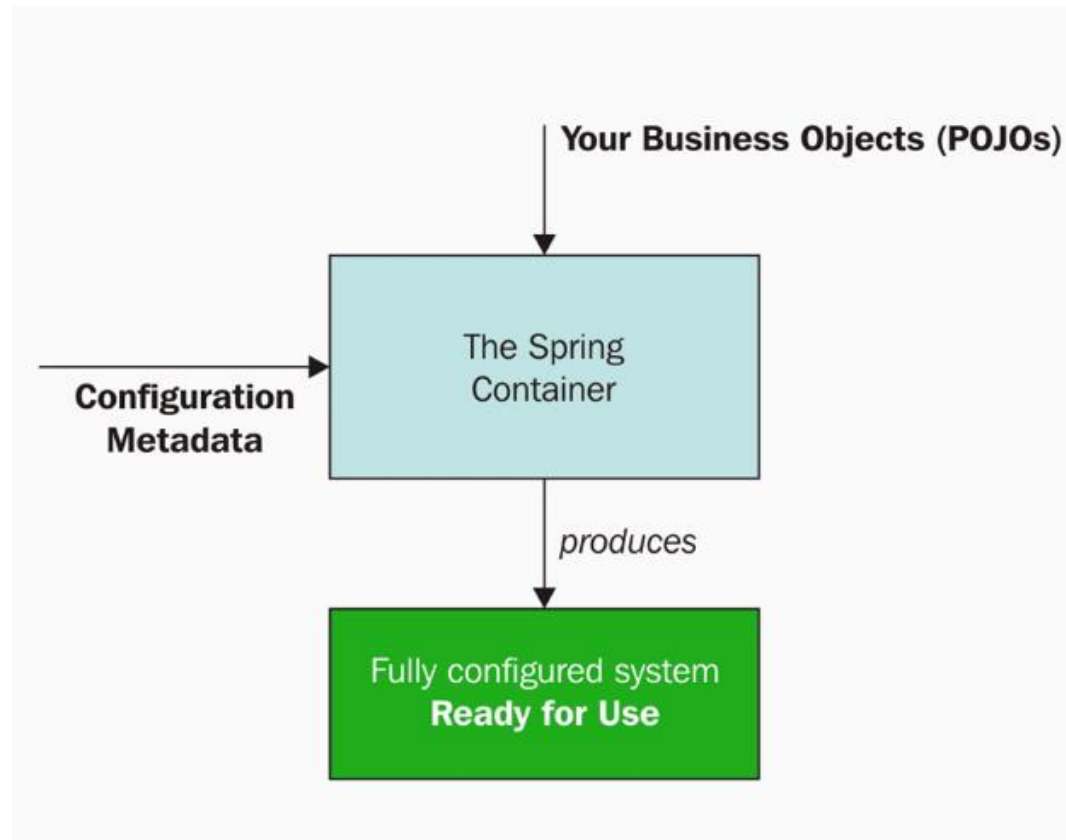 Your Business Objects (POJOs)
The Spring
Container
Configuration
Metadata
produces
Fully configured system
Ready for Use